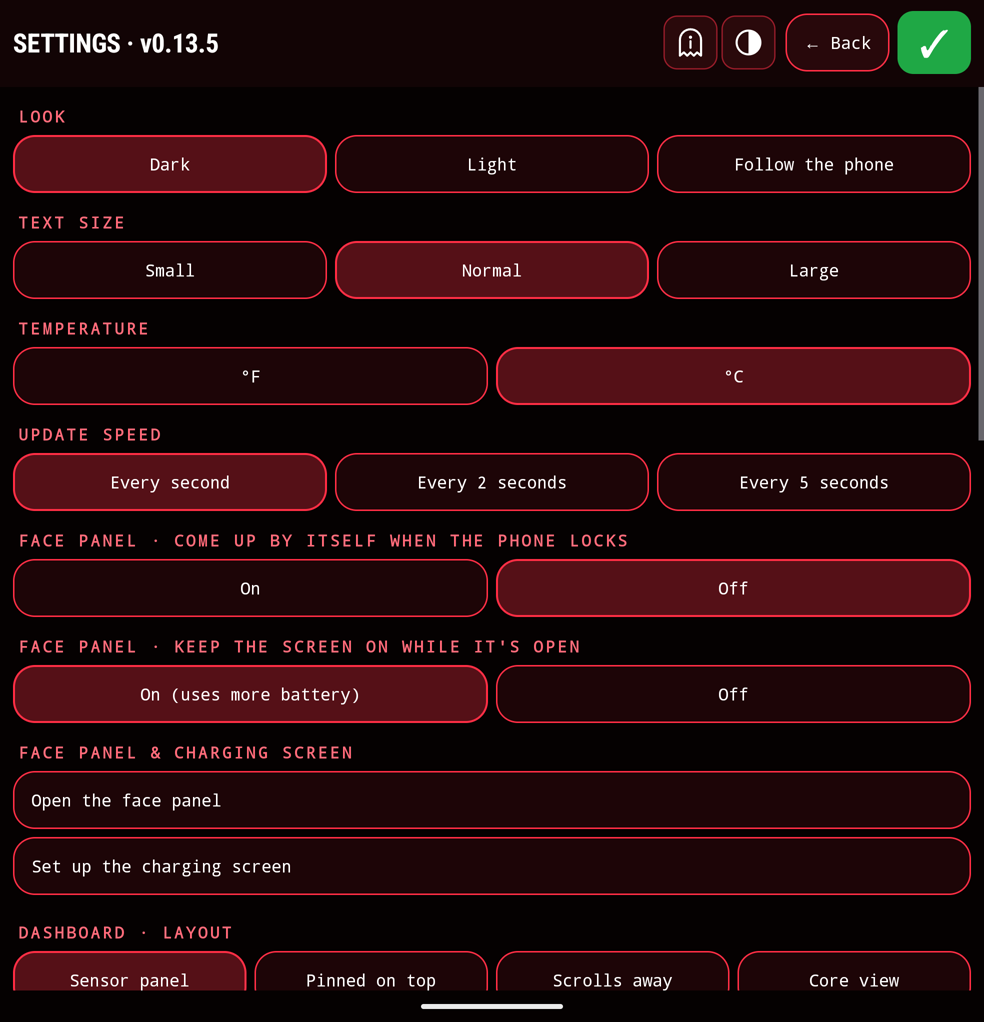 SETTINGS · v0.13.5
← Back
✓
LOOK
Dark
Light
Follow the phone
TEXT SIZE
Small
Normal
Large
TEMPERATURE
°F
°C
UPDATE SPEED
Every second
Every 2 seconds
Every 5 seconds
FACE PANEL · COME UP BY ITSELF WHEN THE PHONE LOCKS
On
Off
FACE PANEL · KEEP THE SCREEN ON WHILE IT'S OPEN
On (uses more battery)
Off
FACE PANEL & CHARGING SCREEN
Open the face panel
Set up the charging screen
DASHBOARD · LAYOUT
Sensor panel
Pinned on top
Scrolls away
Core view